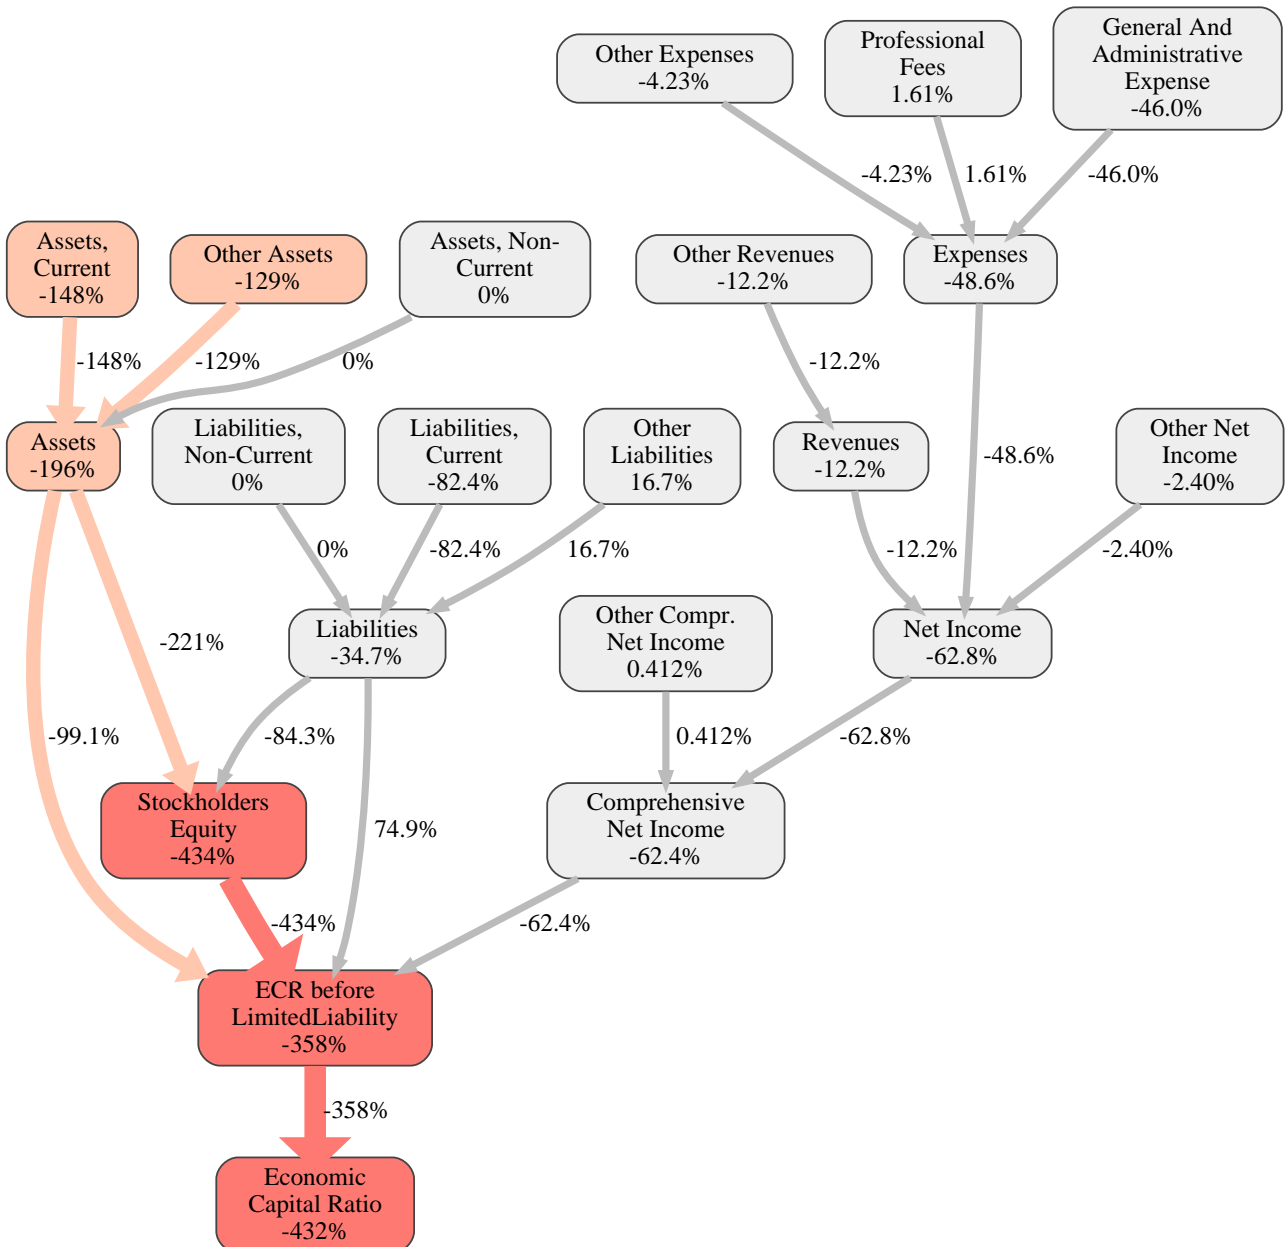 Other Expenses
-4.23%
Professional
Fees
1.61%
General And
Administrative
Expense
-46.0%
-4.23%
1.61%
-46.0%
Assets,
Current
-148%
Other Assets
-129%
Assets, Non-
Current
0%
Other Revenues
-12.2%
Expenses
-48.6%
-148%
-129%
0%
-12.2%
-48.6%
Assets
-196%
Liabilities,
Non-Current
0%
Liabilities,
Current
-82.4%
Other
Liabilities
16.7%
Revenues
-12.2%
Other Net
Income
-2.40%
0%
-82.4%
16.7%
-12.2%
-2.40%
-221%
Liabilities
-34.7%
Other Compr.
Net Income
0.412%
Net Income
-62.8%
-99.1%
-84.3%
0.412%
-62.8%
Stockholders
Equity
-434%
74.9%
Comprehensive
Net Income
-62.4%
-434%
-62.4%
ECR before
LimitedLiability
-358%
-358%
Economic
Capital Ratio
-432%